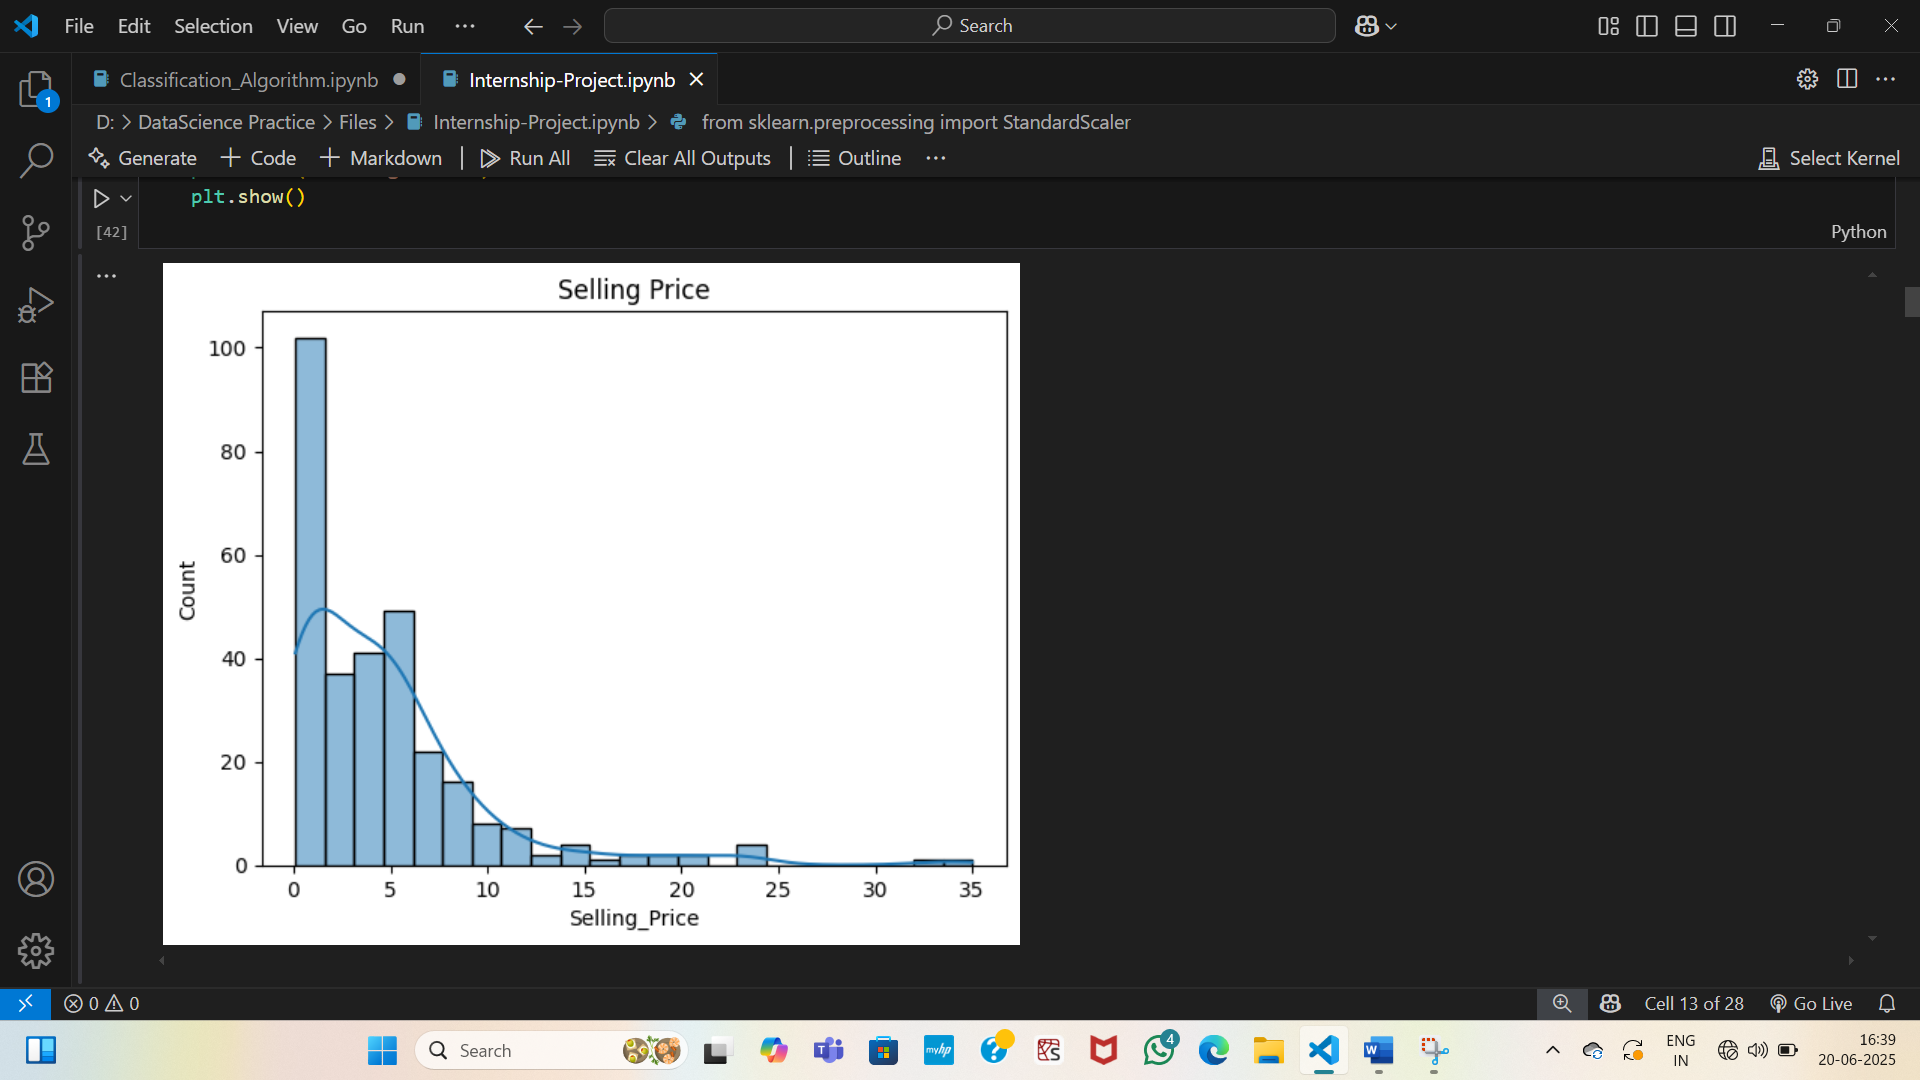 File Edit Selection View Go Run ··· Search
Classification_Algorithm.ipynb Internship-Project.ipynb
1
D: > DataScience Practice > Files > Internship-Project.ipynb > from sklearn.preprocessing import StandardScaler
Generate + Code + Markdown Run All Clear All Outputs Outline ··· Select Kernel
plt.show()
[42]
Python
Selling Price
100
80
60
40
20
0
Count
0 5 10 15 20 25 30 35
Selling_Price
0 0 Cell 13 of 28 Go Live
Search myhp 4 ENG IN 16:39 20-06-2025